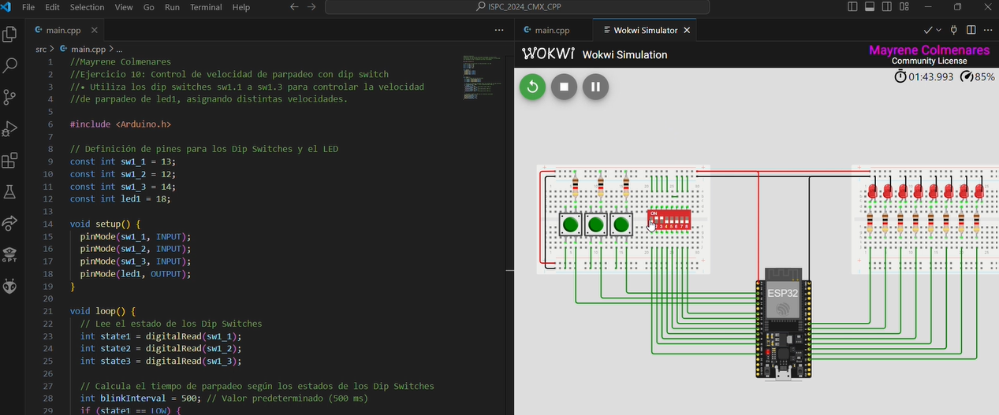 File Edit Selection View Go Run Terminal Help
ISPC_2024_CMX_CPP
main.cpp
src > main.cpp > ...
1 //Mayrene Colmenares
2 //Ejercicio 10: Control de velocidad de parpadeo con dip switch
3 //• Utiliza los dip switches sw1.1 a sw1.3 para controlar la velocidad
4 //de parpadeo de led1, asignando distintas velocidades.
5
6 #include <Arduino.h>
7
8 // Definición de pines para los Dip Switches y el LED
9 const int sw1_1 = 13;
10 const int sw1_2 = 12;
11 const int sw1_3 = 14;
12 const int led1 = 18;
13
14 void setup() {
15 pinMode(sw1_1, INPUT);
16 pinMode(sw1_2, INPUT);
17 pinMode(sw1_3, INPUT);
18 pinMode(led1, OUTPUT);
19 }
20
21 void loop() {
22 // Lee el estado de los Dip Switches
23 int state1 = digitalRead(sw1_1);
24 int state2 = digitalRead(sw1_2);
25 int state3 = digitalRead(sw1_3);
26
27 // Calcula el tiempo de parpadeo según los estados de los Dip Switches
28 int blinkInterval = 500; // Valor predeterminado (500 ms)
29 if (state1 == LOW) {
GPT
main.cpp
Wokwi Simulator
WOKWI Wokwi Simulation
Mayrene Colmenares
Community License
01:43.993 85%
ON
2 3 4 5 6 7 8
ESP32